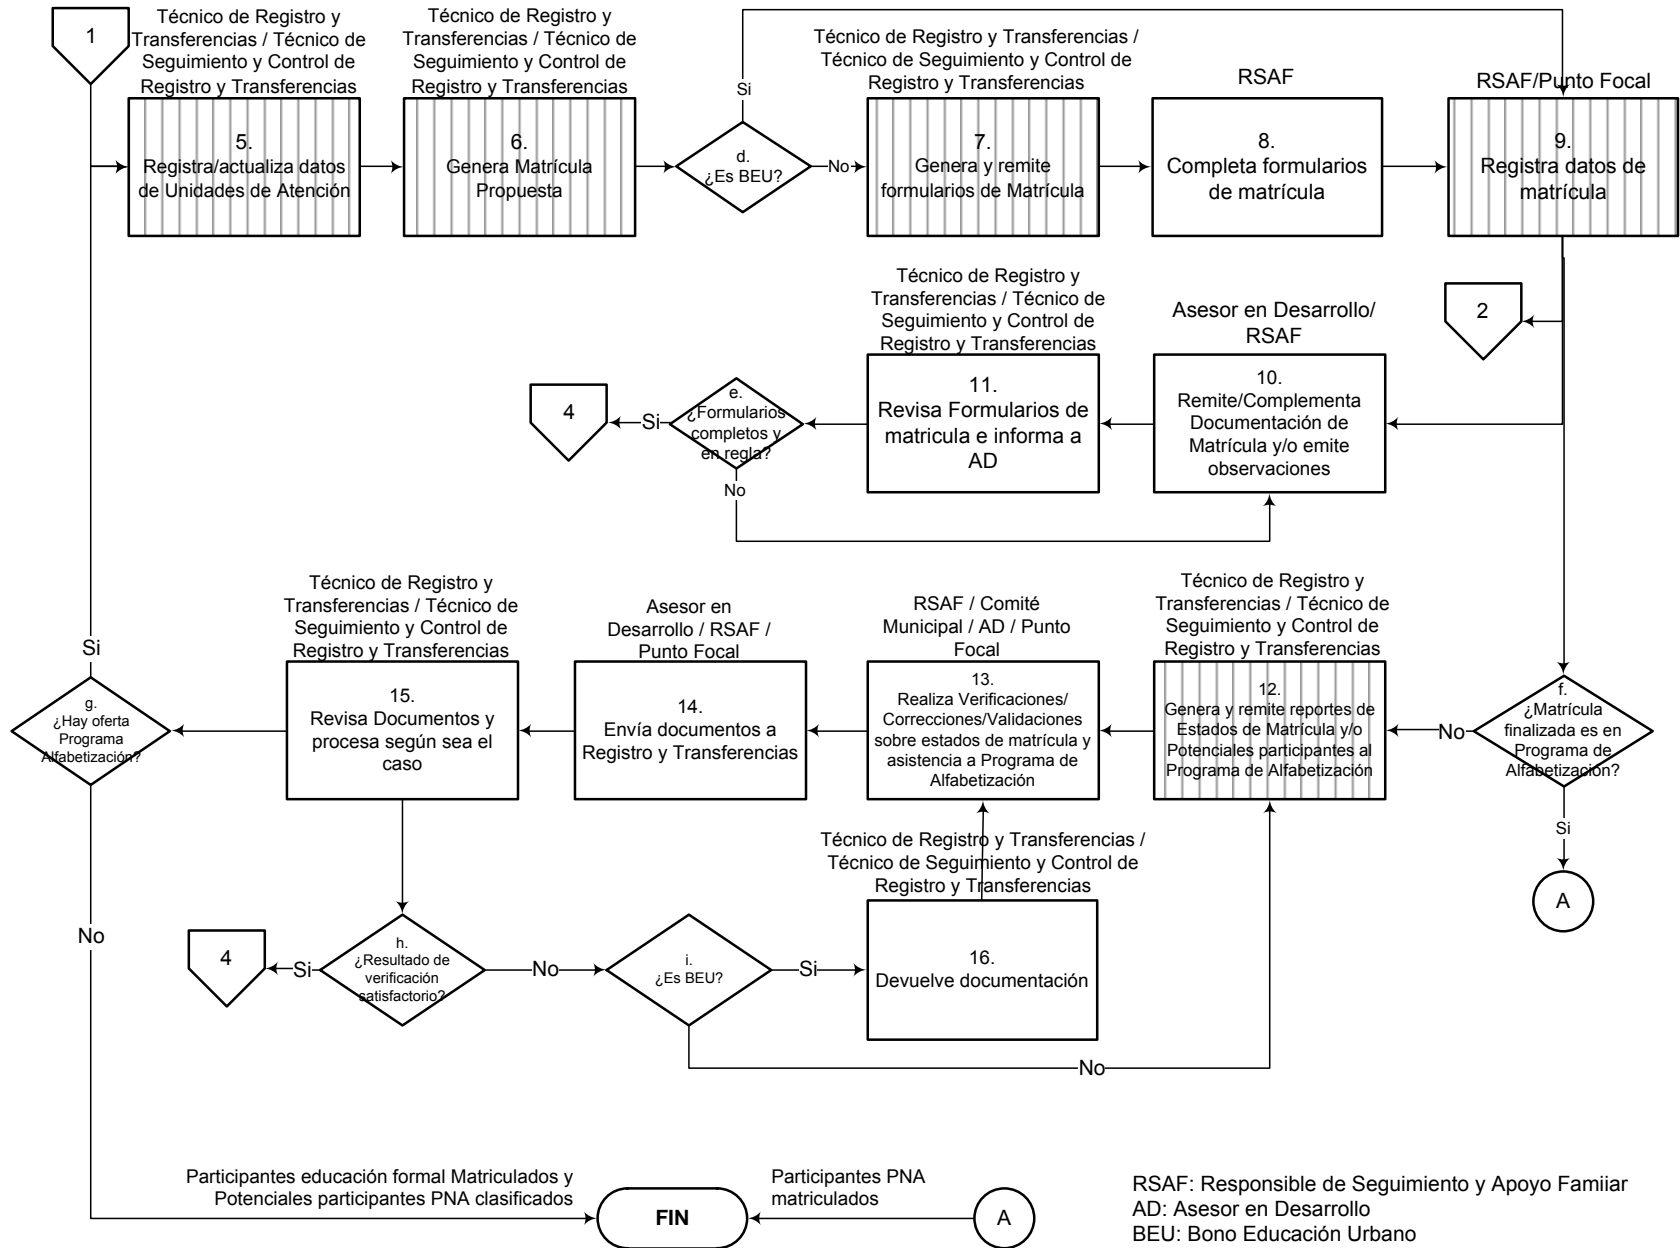 1
Técnico de Registro y
Transferencias / Técnico de
Seguimiento y Control de
Registro y Transferencias
5.
Registra/actualiza datos
de Unidades de Atención
Técnico de Registro y
Transferencias / Técnico de
Seguimiento y Control de
Registro y Transferencias
6.
Genera Matrícula
Propuesta
Si
d.
¿Es BEU?
No
Técnico de Registro y Transferencias /
Técnico de Seguimiento y Control de
Registro y Transferencias
7.
Genera y remite
formularios de Matrícula
RSAF
8.
Completa formularios
de matrícula
RSAF/Punto Focal
9.
Registra datos de
matrícula
2
Asesor en Desarrollo/
RSAF
10.
Remite/Complementa
Documentación de
Matrícula y/o emite
observaciones
Técnico de Registro y
Transferencias / Técnico de
Seguimiento y Control de
Registro y Transferencias
11.
Revisa Formularios de
matricula e informa a
AD
e.
¿Formularios
completos y
en regla?
Si
4
No
f.
¿Matrícula
finalizada es en
Programa de
Alfabetización?
No
Si
A
Técnico de Registro y
Transferencias / Técnico de
Seguimiento y Control de
Registro y Transferencias
12.
Genera y remite reportes de
Estados de Matrícula y/o
Potenciales participantes al
Programa de Alfabetización
RSAF / Comité
Municipal / AD / Punto
Focal
13.
Realiza Verificaciones/
Correcciones/Validaciones
sobre estados de matrícula y
asistencia a Programa de
Alfabetización
Asesor en
Desarrollo / RSAF /
Punto Focal
14.
Envía documentos a
Registro y Transferencias
Técnico de Registro y
Transferencias / Técnico de
Seguimiento y Control de
Registro y Transferencias
15.
Revisa Documentos y
procesa según sea el
caso
Si
g.
¿Hay oferta
Programa
Alfabetización?
No
h.
¿Resultado de
verificación
satisfactorio?
Si
4
No
i.
¿Es BEU?
Si
Técnico de Registro y Transferencias /
Técnico de Seguimiento y Control de
Registro y Transferencias
16.
Devuelve documentación
No
Participantes educación formal Matriculados y
Potenciales participantes PNA clasificados
FIN
Participantes PNA
matriculados
A
RSAF: Responsible de Seguimiento y Apoyo Famiiar
AD: Asesor en Desarrollo
BEU: Bono Educación Urbano